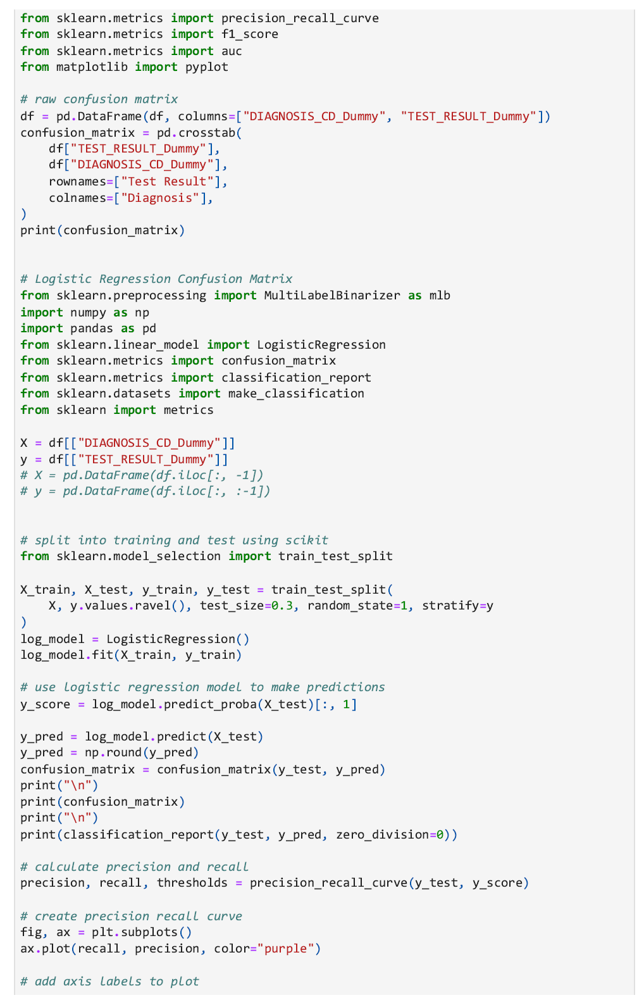 from sklearn.metrics import precision_recall_curve
from sklearn.metrics import f1_score
from sklearn.metrics import auc
from matplotlib import pyplot

# raw confusion matrix
df = pd.DataFrame(df, columns=["DIAGNOSIS_CD_Dummy", "TEST_RESULT_Dummy"])
confusion_matrix = pd.crosstab(
    df["TEST_RESULT_Dummy"],
    df["DIAGNOSIS_CD_Dummy"],
    rownames=["Test Result"],
    colnames=["Diagnosis"],
)
print(confusion_matrix)


# Logistic Regression Confusion Matrix
from sklearn.preprocessing import MultiLabelBinarizer as mlb
import numpy as np
import pandas as pd
from sklearn.linear_model import LogisticRegression
from sklearn.metrics import confusion_matrix
from sklearn.metrics import classification_report
from sklearn.datasets import make_classification
from sklearn import metrics

X = df[["DIAGNOSIS_CD_Dummy"]]
y = df[["TEST_RESULT_Dummy"]]
# X = pd.DataFrame(df.iloc[:, -1])
# y = pd.DataFrame(df.iloc[:, :-1])


# split into training and test using scikit
from sklearn.model_selection import train_test_split

X_train, X_test, y_train, y_test = train_test_split(
    X, y.values.ravel(), test_size=0.3, random_state=1, stratify=y
)
log_model = LogisticRegression()
log_model.fit(X_train, y_train)

# use logistic regression model to make predictions
y_score = log_model.predict_proba(X_test)[:, 1]

y_pred = log_model.predict(X_test)
y_pred = np.round(y_pred)
confusion_matrix = confusion_matrix(y_test, y_pred)
print("\n")
print(confusion_matrix)
print("\n")
print(classification_report(y_test, y_pred, zero_division=0))

# calculate precision and recall
precision, recall, thresholds = precision_recall_curve(y_test, y_score)

# create precision recall curve
fig, ax = plt.subplots()
ax.plot(recall, precision, color="purple")

# add axis labels to plot